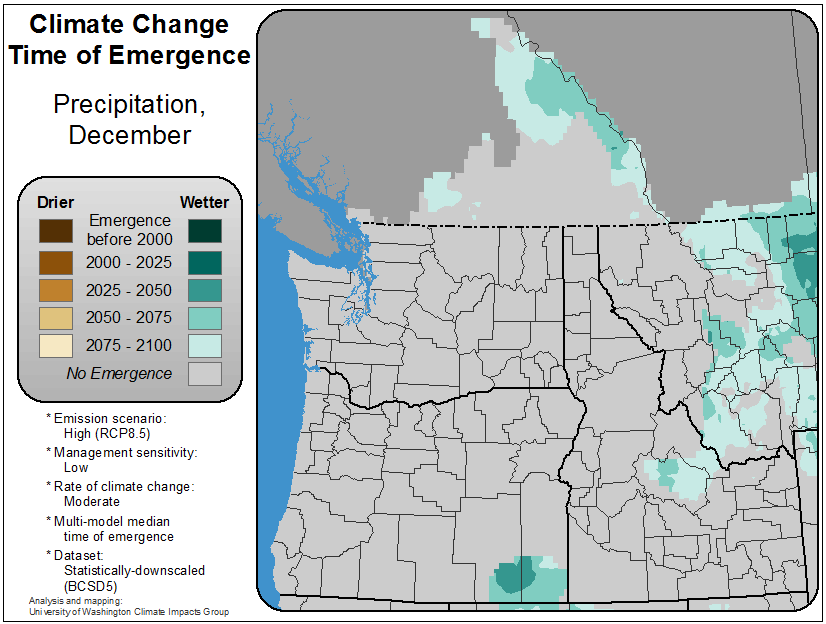 Climate Change
Time of Emergence
Precipitation,
December
Drier Wetter
Emergence
before 2000
2000 - 2025
2025 - 2050
2050 - 2075
2075 - 2100
No Emergence
* Emission scenario:
High (RCP8.5)
* Management sensitivity:
Low
* Rate of climate change:
Moderate
* Multi-model median
time of emergence
* Dataset:
Statistically-downscaled
(BCSD5)
Analysis and mapping:
University of Washington Climate Impacts Group